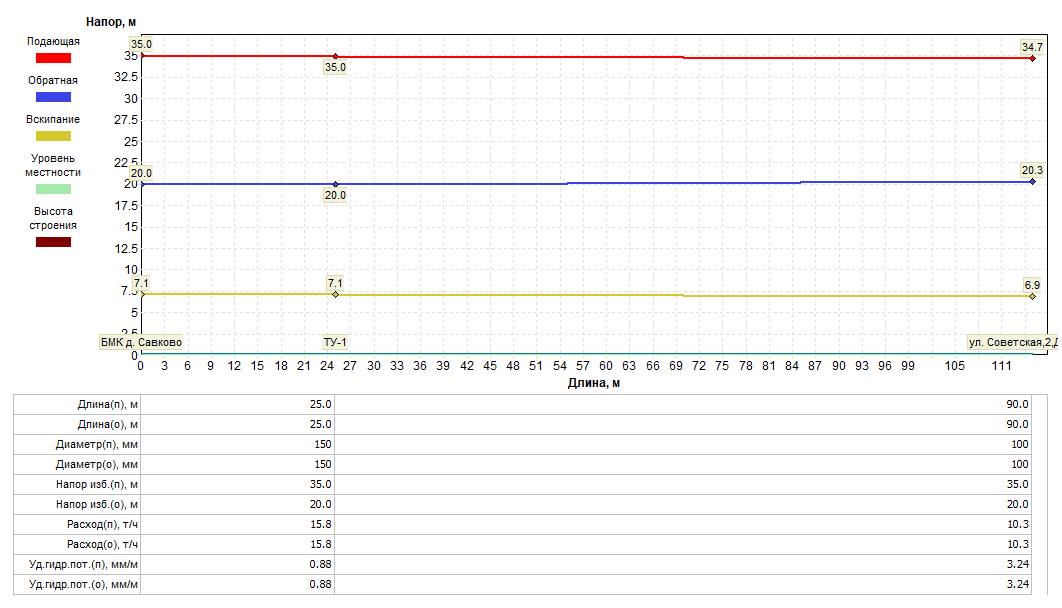 Напор, м
Подающая
Обратная
Вскипание
Уровень
местности
Высота
строения
35.0
35.0
34.7
20.0
20.0
20.3
7.1
7.1
6.9
35
32.5
30
27.5
25
22.5
20
17.5
15
12.5
10
7.5
5
2.5
0
БМК д. Савково
ТУ-1
ул. Советская,2,Д
0 3 6 9 12 15 18 21 24 27 30 33 36 39 42 45 48 51 54 57 60 63 66 69 72 75 78 81 84 87 90 93 96 99 105 111
Длина, м
Длина(п), м 25.0 90.0
Длина(о), м 25.0 90.0
Диаметр(п), мм 150 100
Диаметр(о), мм 150 100
Напор изб.(п), м 35.0 35.0
Напор изб.(о), м 20.0 20.0
Расход(п), т/ч 15.8 10.3
Расход(о), т/ч 15.8 10.3
Уд.гидр.пот.(п), мм/м 0.88 3.24
Уд.гидр.пот.(о), мм/м 0.88 3.24